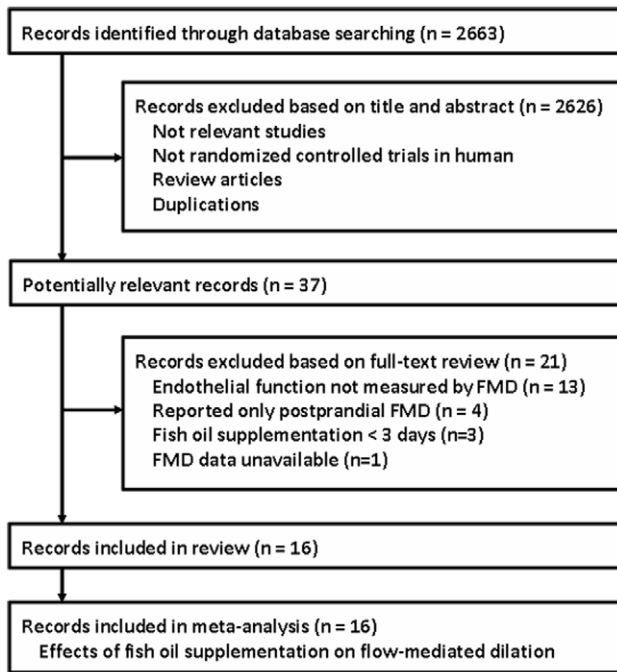 Records identified through database searching (n = 2663)
Records excluded based on title and abstract (n = 2626)
Not relevant studies
Not randomized controlled trials in human
Review articles
Duplications
Potentially relevant records (n = 37)
Records excluded based on full-text review (n = 21)
Endothelial function not measured by FMD (n = 13)
Reported only postprandial FMD (n = 4)
Fish oil supplementation < 3 days (n=3)
FMD data unavailable (n=1)
Records included in review (n = 16)
Records included in meta-analysis (n = 16)
Effects of fish oil supplementation on flow-mediated dilation